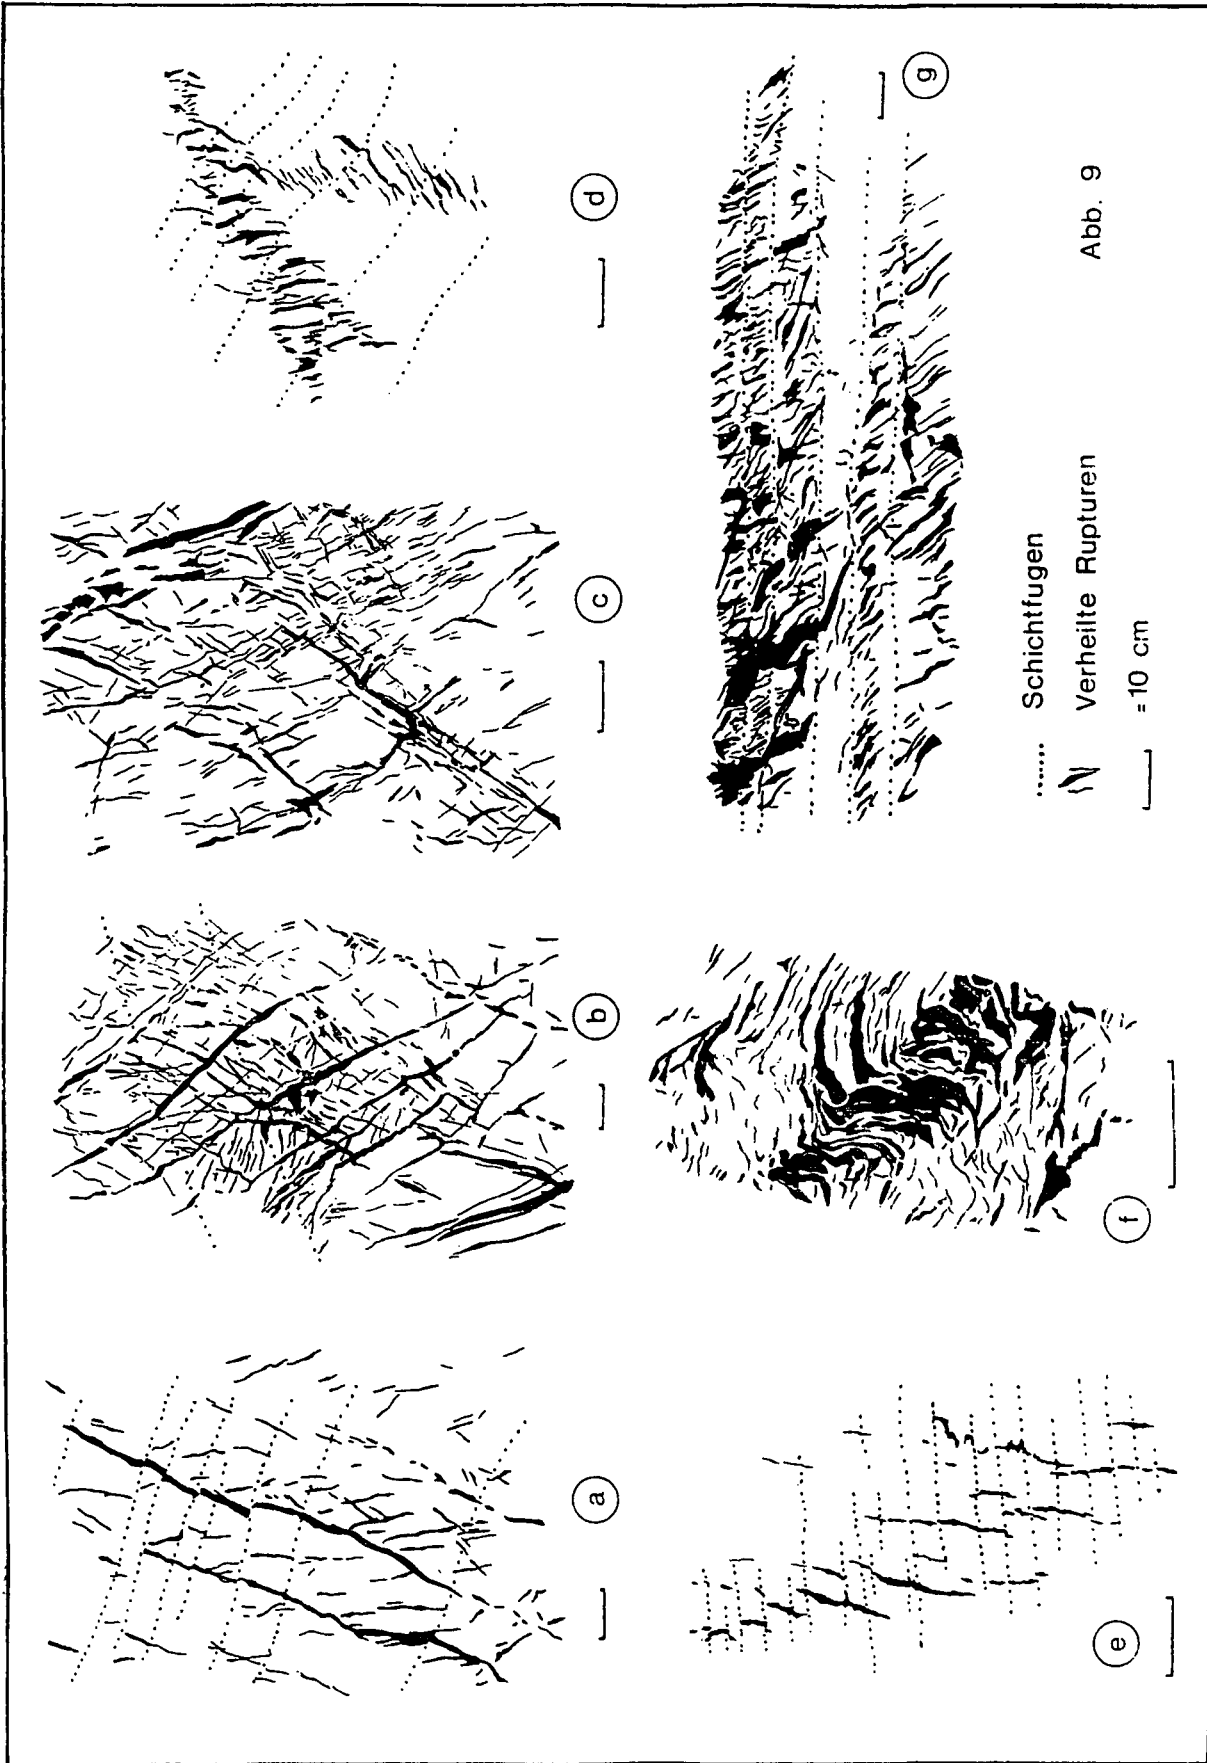 a
b
c
d
e
f
g
Schichtfugen
Verheilte Rupturen
= 10 cm
Abb. 9